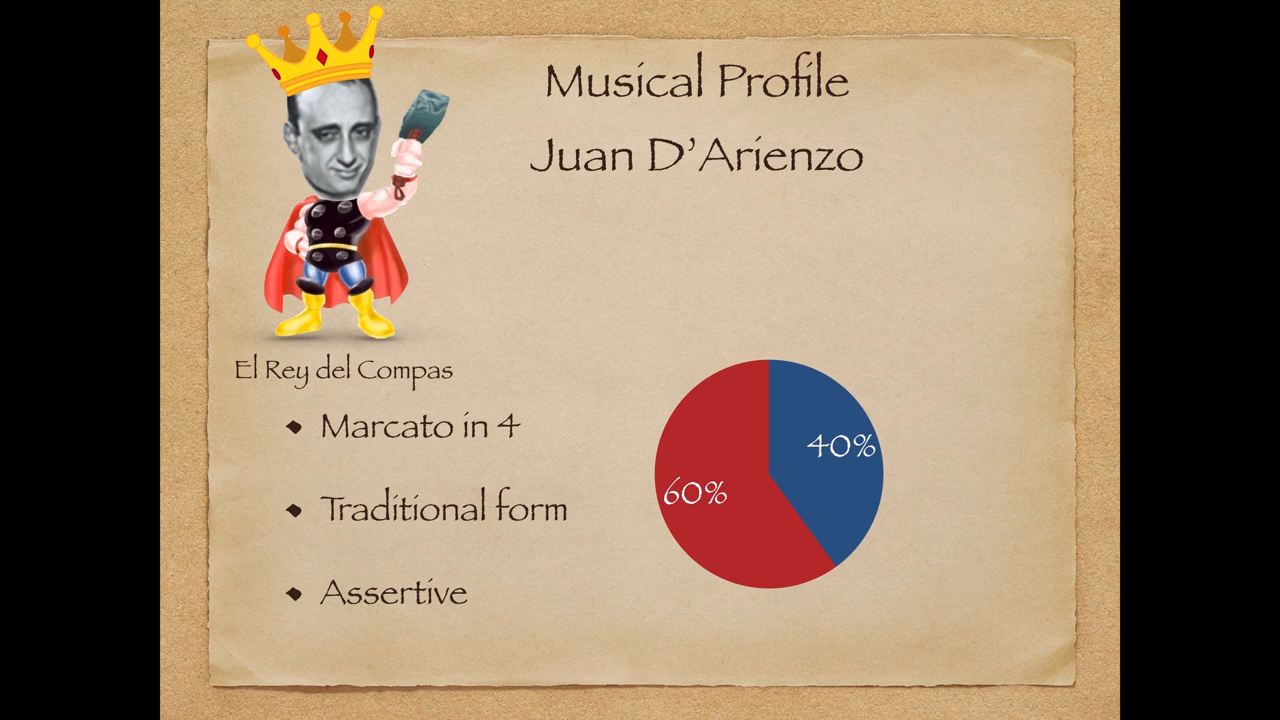 Musical Profile
Juan D'Arienzo
El Rey del Compas
• Marcato in 4
• Traditional form
• Assertive
40%
60%